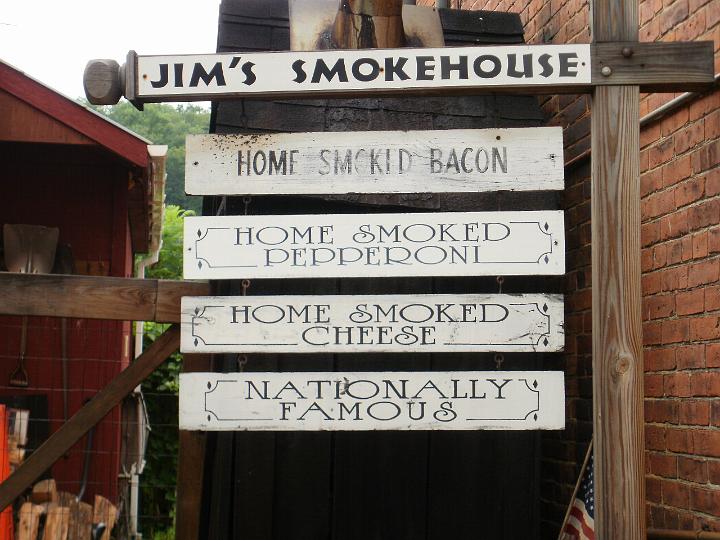 JIM'S SMOKEHOUSE
HOME SMOKED BACON
HOME SMOKED
PEPPERONI
HOME SMOKED
CHEESE
NATIONALLY
FAMOUS